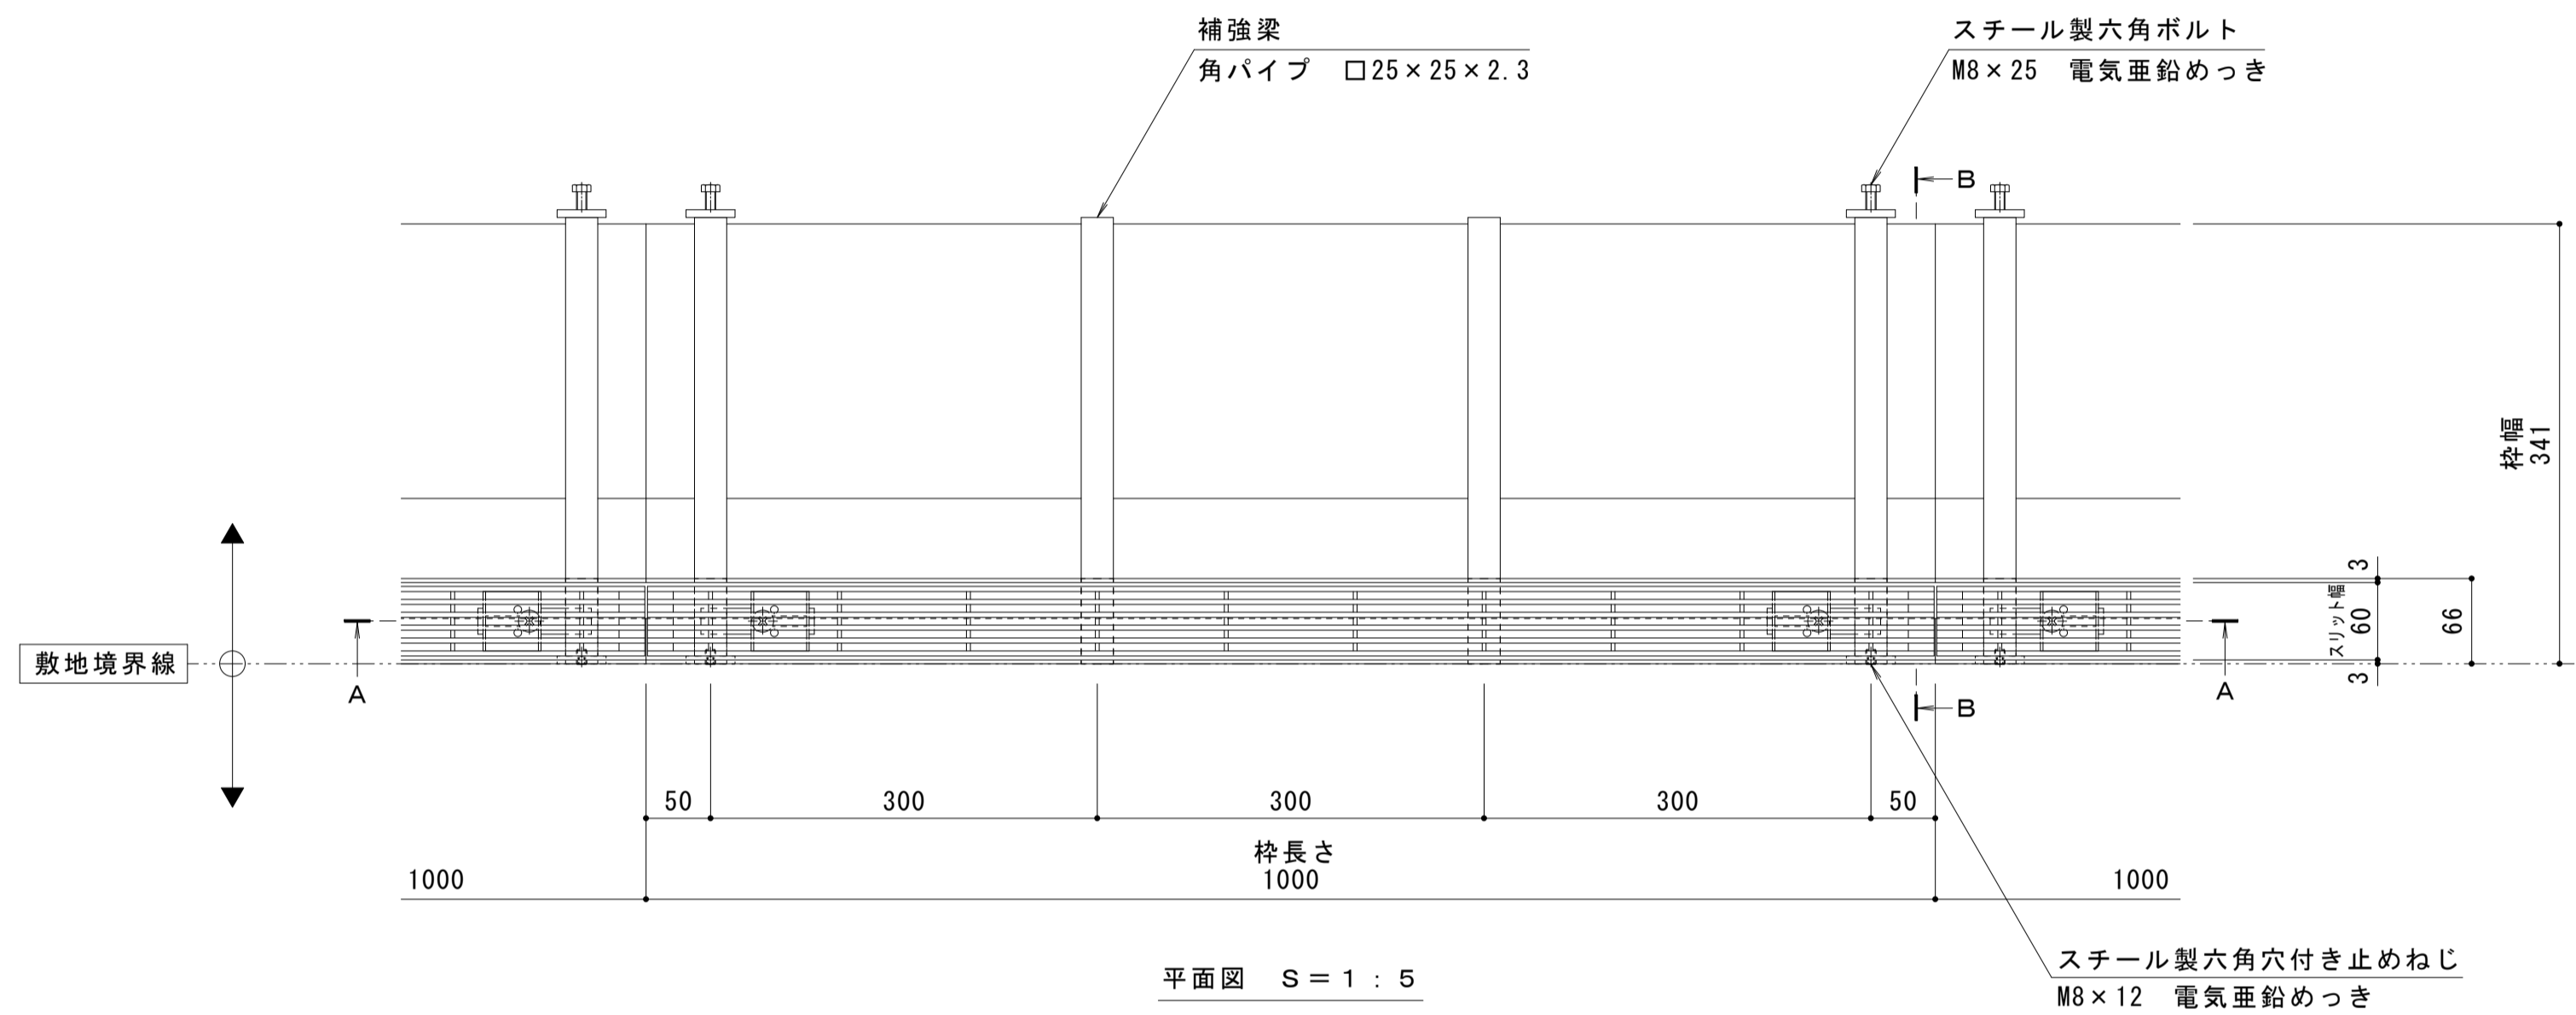 補強梁
角パイプ　□25×25×2.3
スチール製六角ボルト
M8×25　電気亜鉛めっき
B
枠幅
341
3
スリット幅
60
66
3
敷地境界線
A
A
B
50
300
300
300
50
枠長さ
1000
1000
1000
平面図　S＝1：5
スチール製六角穴付き止めねじ
M8×12　電気亜鉛めっき